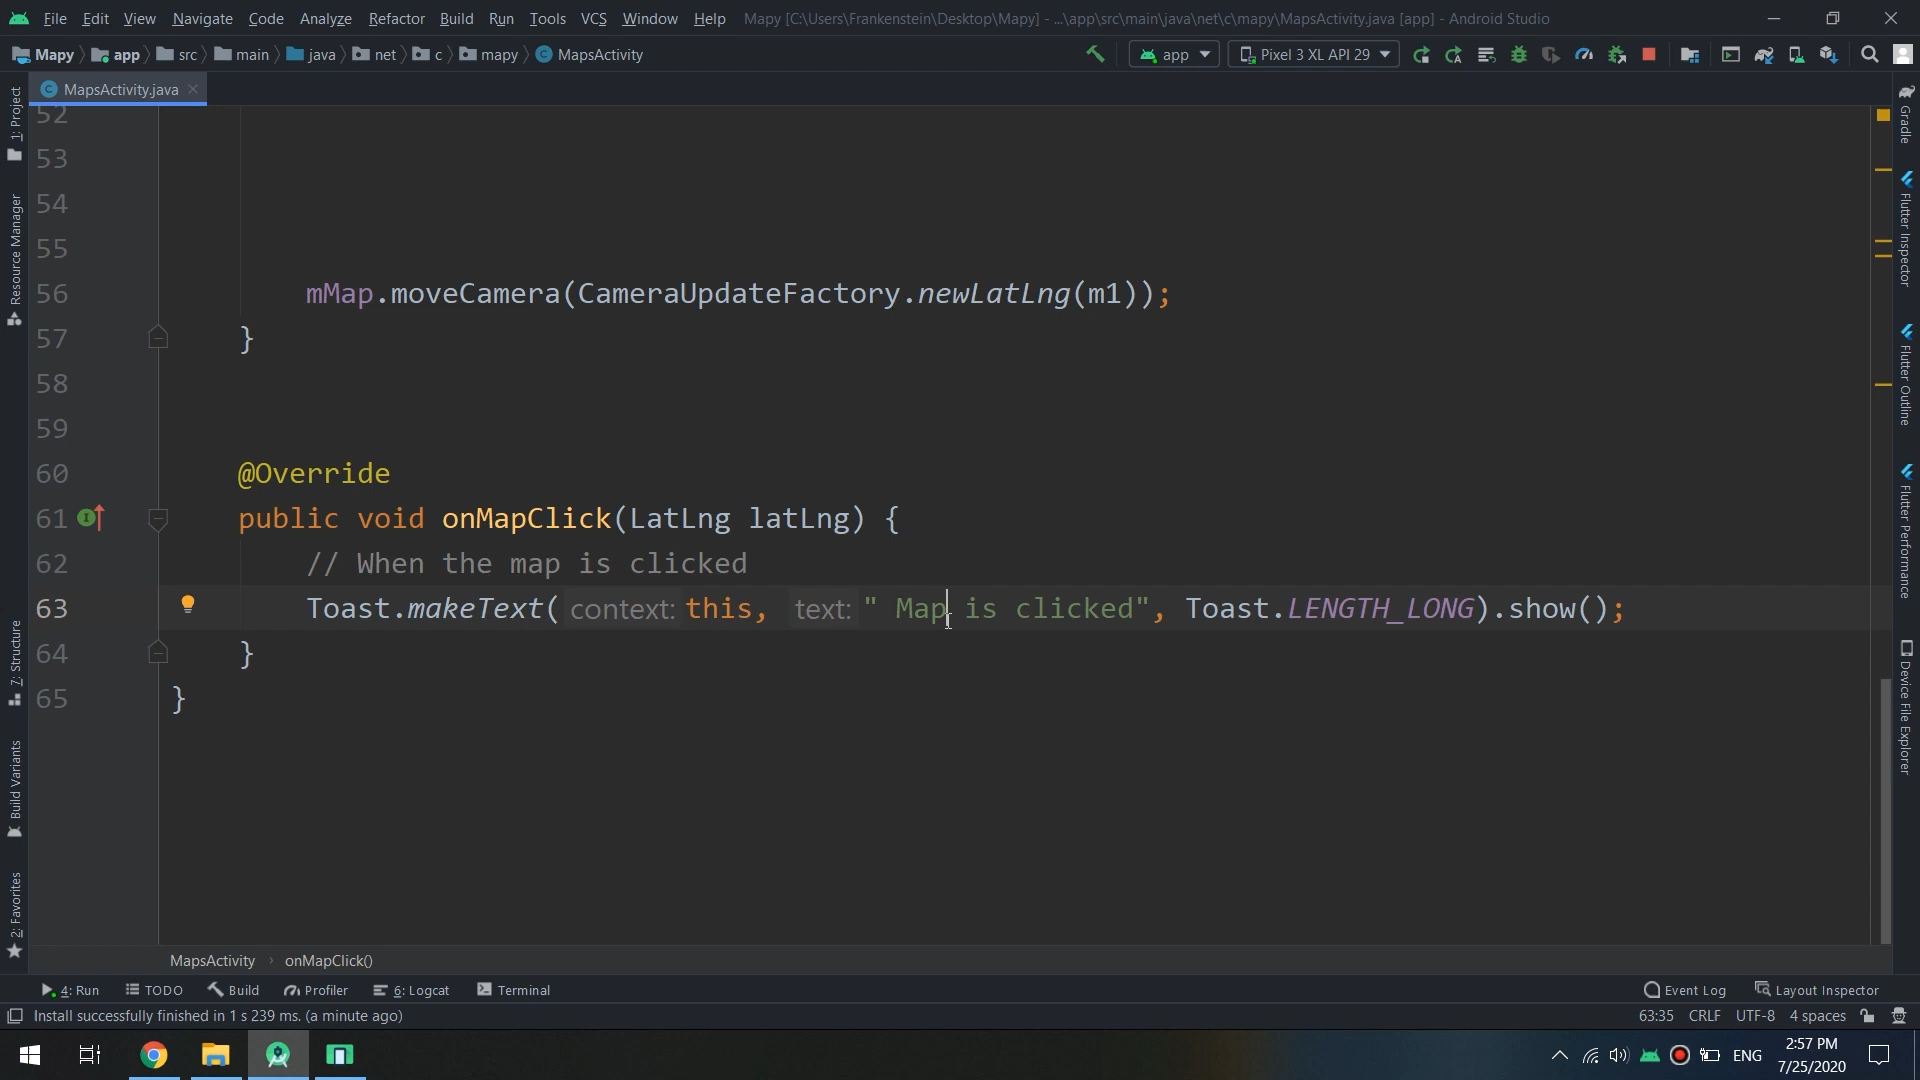 File Edit View Navigate Code Analyze Refactor Build Run Tools VCS Window Help Mapy [C:\Users\Frankenstein\Desktop\Mapy] - ...\app\src\main\java\net\c\mapy\MapsActivity.java [app] - Android Studio
Mapy app src main java net c mapy MapsActivity app Pixel 3 XL API 29
MapsActivity.java
1: Project
Resource Manager
7: Structure
Build Variants
2: Favorites
52
53
54
55
56 mMap.moveCamera(CameraUpdateFactory.newLatLng(m1));
57 }
58
59
60 @Override
61 public void onMapClick(LatLng latLng) {
62 // When the map is clicked
63 Toast.makeText( context: this, text: " Map is clicked", Toast.LENGTH_LONG).show();
64 }
65 }
Gradle
Flutter Inspector
Flutter Outline
Flutter Performance
Device File Explorer
MapsActivity › onMapClick()
4: Run TODO Build Profiler 6: Logcat Terminal Event Log Layout Inspector
Install successfully finished in 1 s 239 ms. (a minute ago) 63:35 CRLF UTF-8 4 spaces
ENG 2:57 PM
7/25/2020